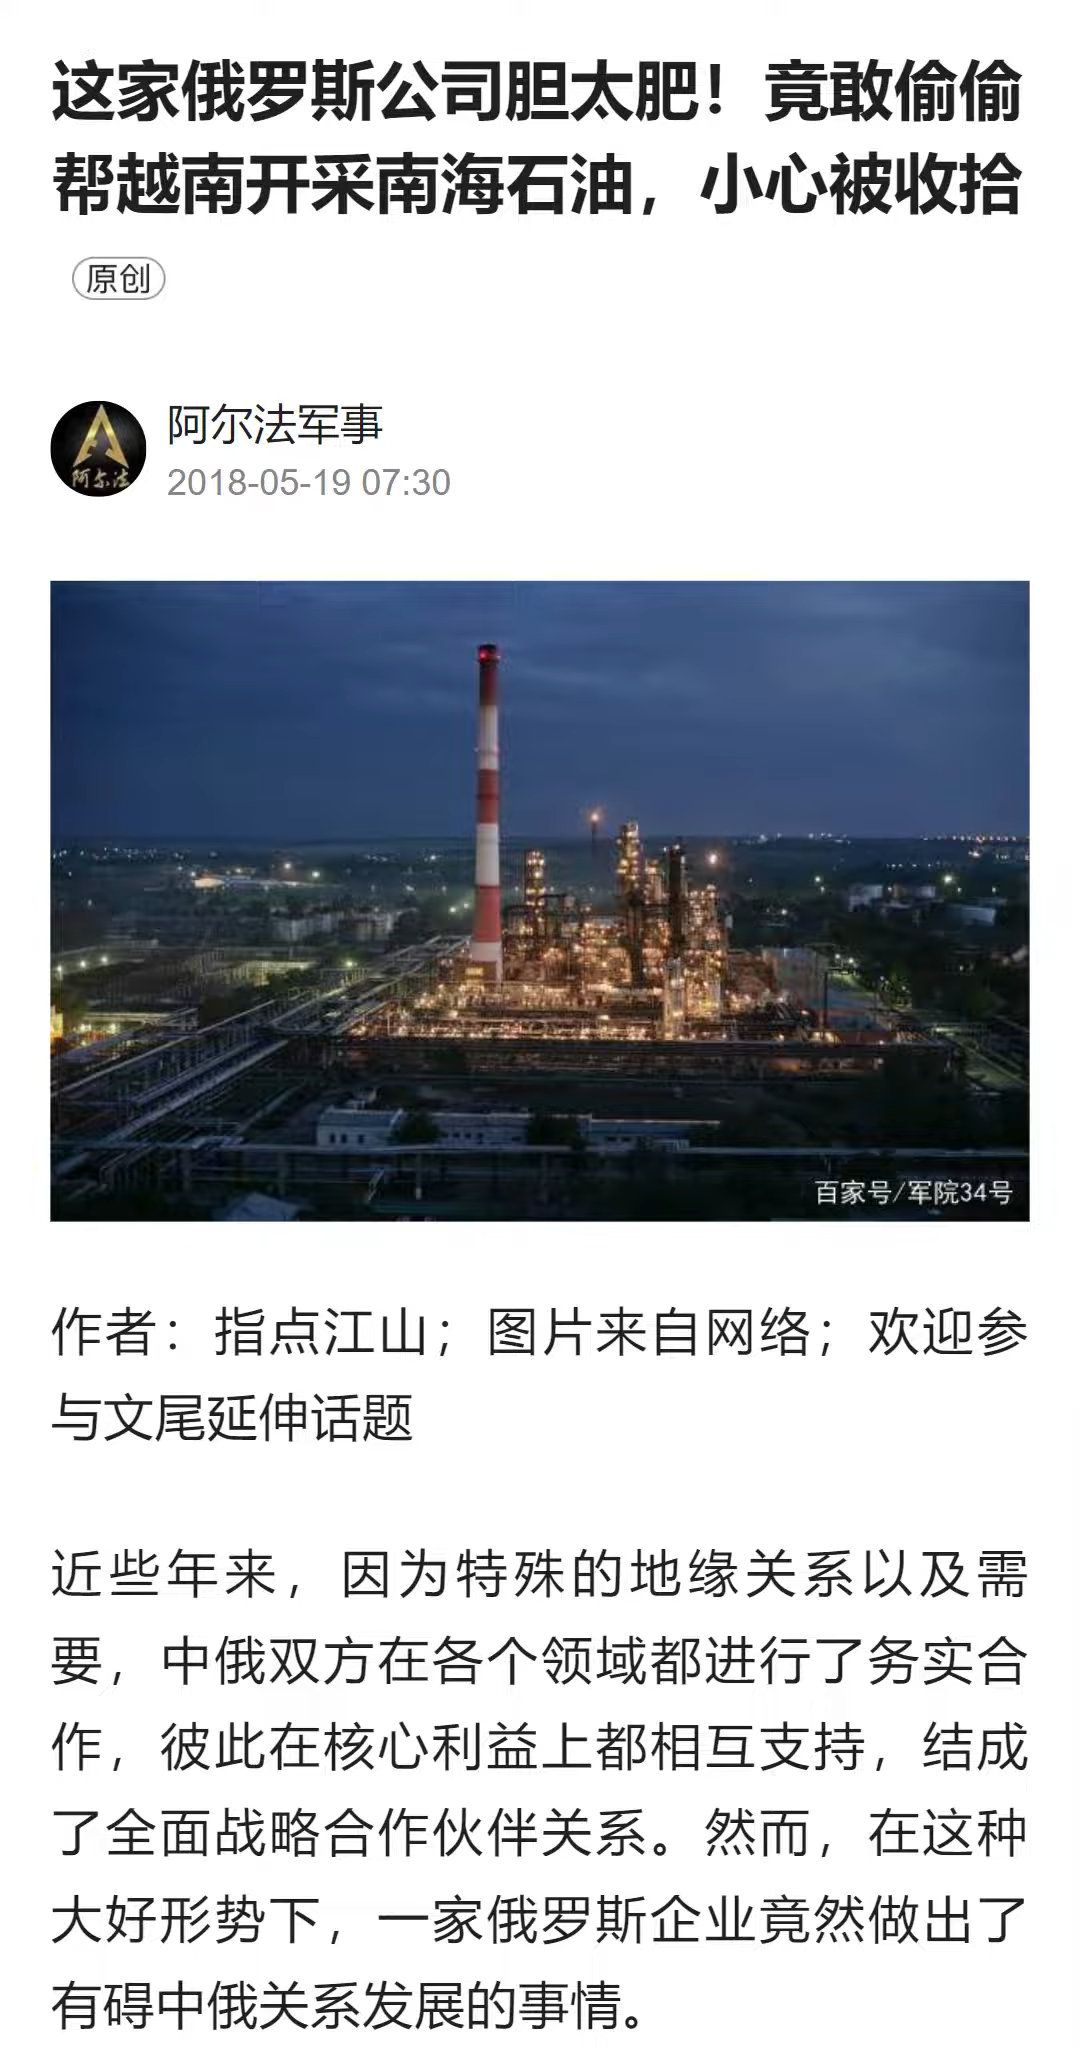 这家俄罗斯公司胆太肥！竟敢偷偷
帮越南开采南海石油，小心被收拾
原创
阿尔法军事
阿尔法
2018-05-19 07:30
百家号/军院34号
作者：指点江山；图片来自网络；欢迎参
与文尾延伸话题
近些年来，因为特殊的地缘关系以及需
要，中俄双方在各个领域都进行了务实合
作，彼此在核心利益上都相互支持，结成
了全面战略合作伙伴关系。然而，在这种
大好形势下，一家俄罗斯企业竟然做出了
有碍中俄关系发展的事情。